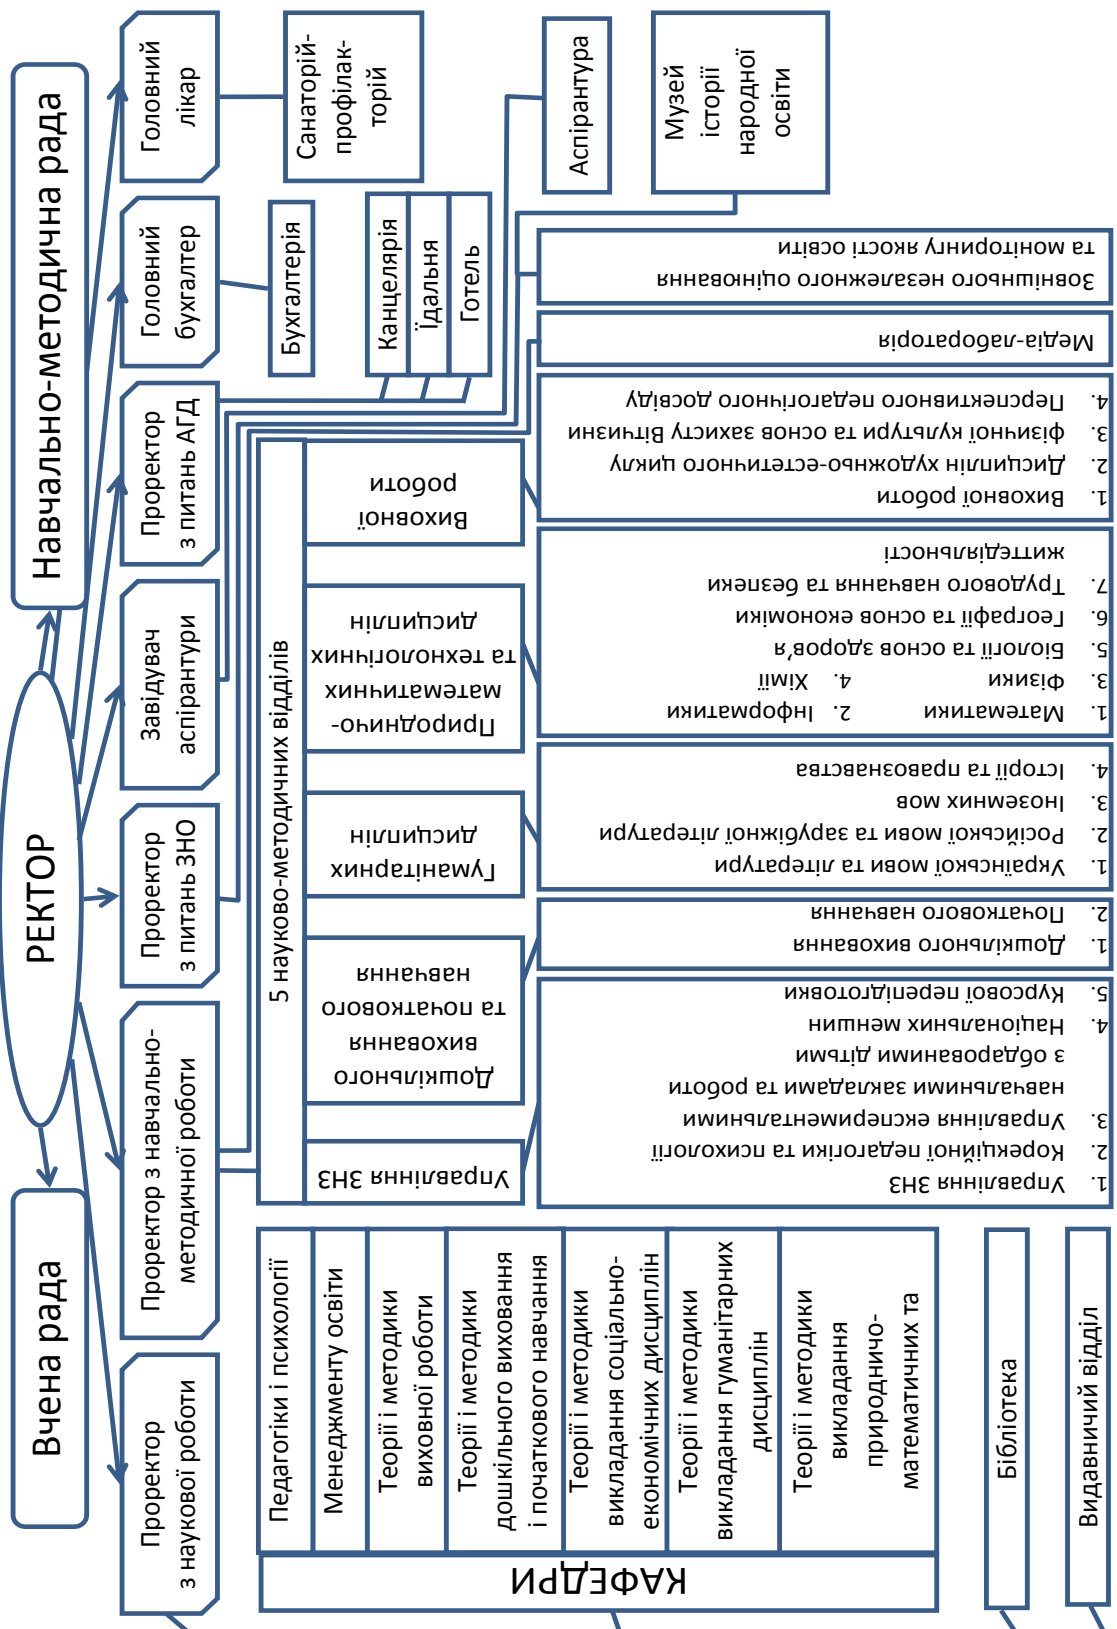 Вчена рада
РЕКТОР
Навчально-методична рада
Проректор
з наукової роботи
Проректор з навчально-
методичної роботи
Проректор
з питань ЗНО
Завідувач
аспірантури
Проректор
з питань АГД
Головний
бухгалтер
Головний
лікар
КАФЕДРИ
Педагогіки і психології
Менеджменту освіти
Теорії і методики
виховної роботи
Теорії і методики
дошкільного виховання
і початкового навчання
Теорії і методики
викладання соціально-
економічних дисциплін
Теорії і методики
викладання гуманітарних
дисциплін
Теорії і методики
викладання
природничо-
математичних та
Бібліотека
Видавничий відділ
5 науково-методичних відділів
Управління ЗНЗ
Дошкільного
виховання
та початкового
навчання
Гуманітарних
дисциплін
Природничо-
математичних
та технологічних
дисциплін
Виховної
роботи
1. Управління ЗНЗ
2. Корекційної педагогіки та психології
3. Управління експериментальними
навчальними закладами та роботи
з обдарованими дітьми
4. Національних меншин
5. Курсової перепідготовки
1. Дошкільного виховання
2. Початкового навчання
1. Української мови та літератури
2. Російської мови та зарубіжної літератури
3. Іноземних мов
4. Історії та правознавства
1. Математики 2. Інформатики
3. Фізики 4. Хімії
5. Біології та основ здоров’я
6. Географії та основ економіки
7. Трудового навчання та безпеки
життєдіяльності
1. Виховної роботи
2. Дисциплін художньо-естетичного циклу
3. фізичної культури та основ захисту Вітчизни
4. Перспективного педагогічного досвіду
Медіа-лабораторія
Зовнішнього незалежного оцінювання
та моніторингу якості освіти
Канцелярія
Їдальня
Готель
Бухгалтерія
Санаторій-
профілак-
торій
Аспірантура
Музей
історії
народної
освіти